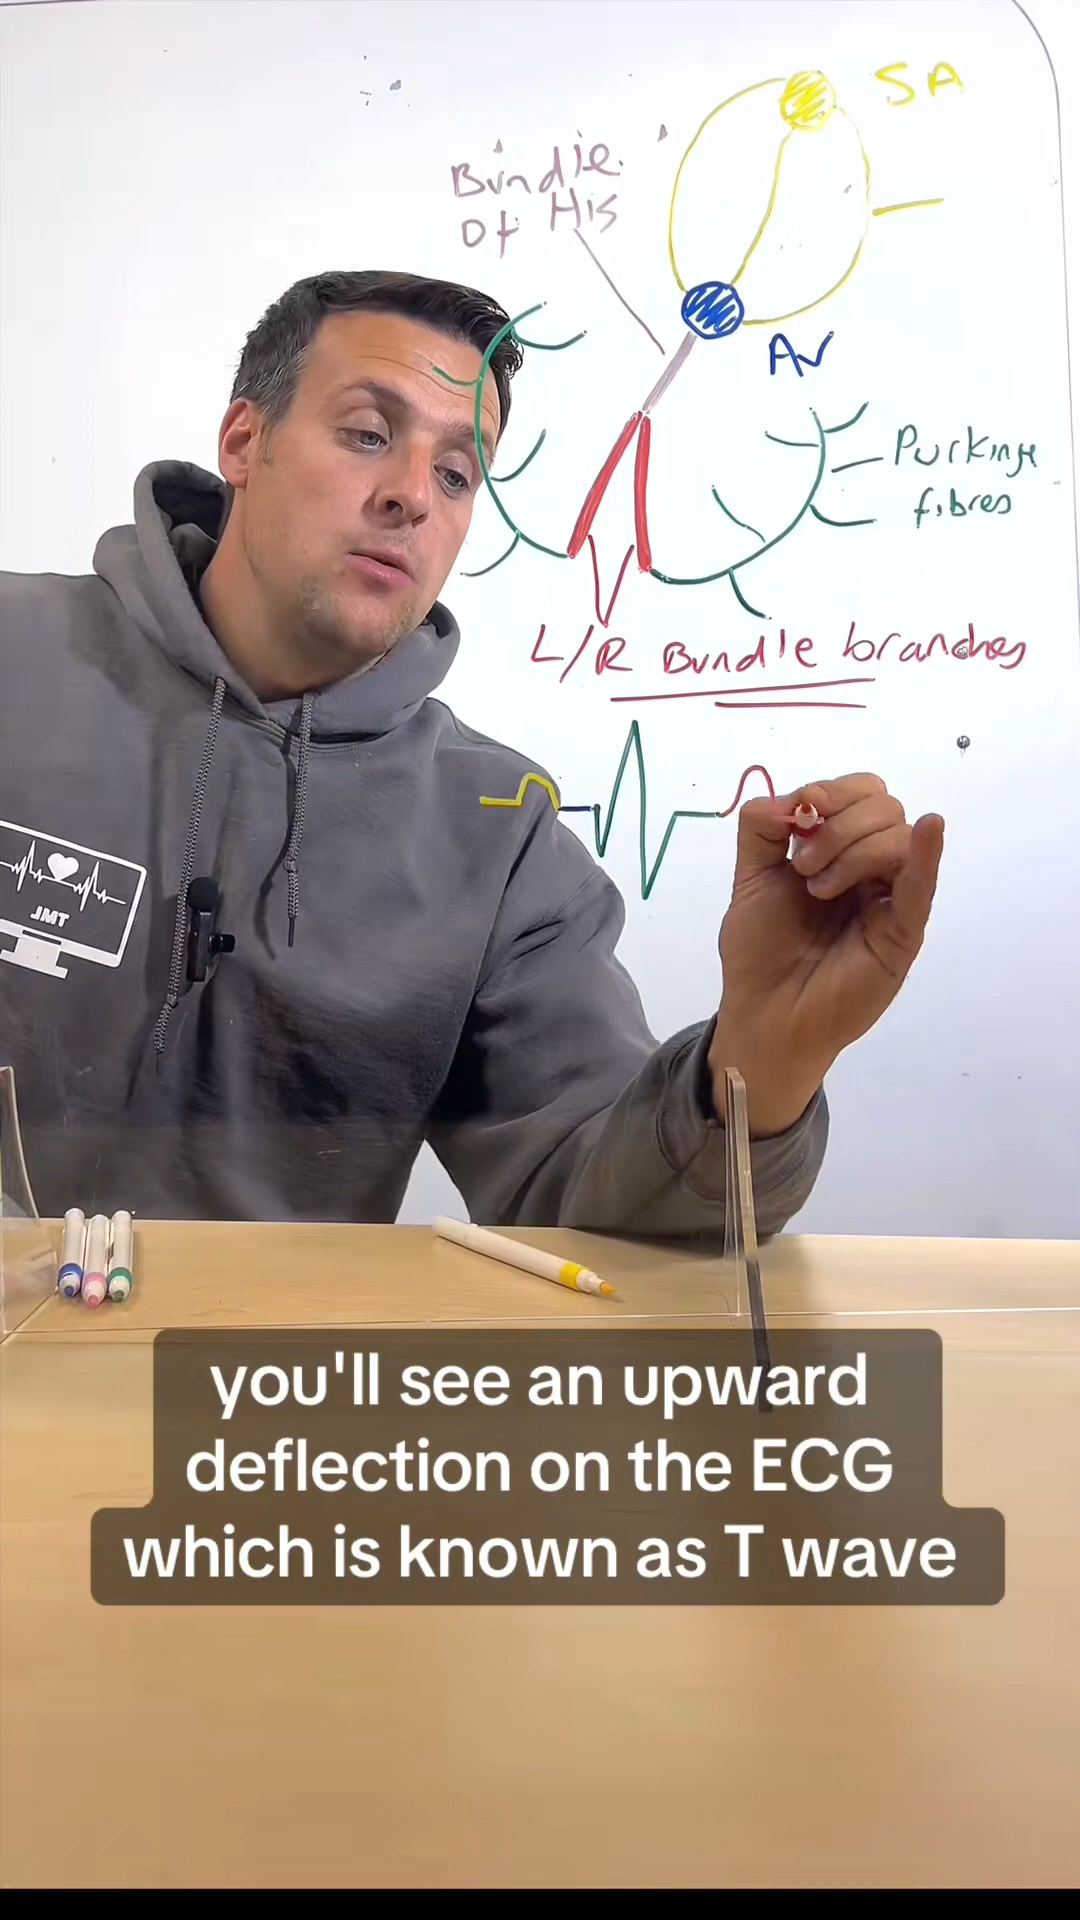 SA
Bundle
Of His
AV
Purkinje
fibres
L/R Bundle branches
JMT
you'll see an upward
deflection on the ECG
which is known as T wave